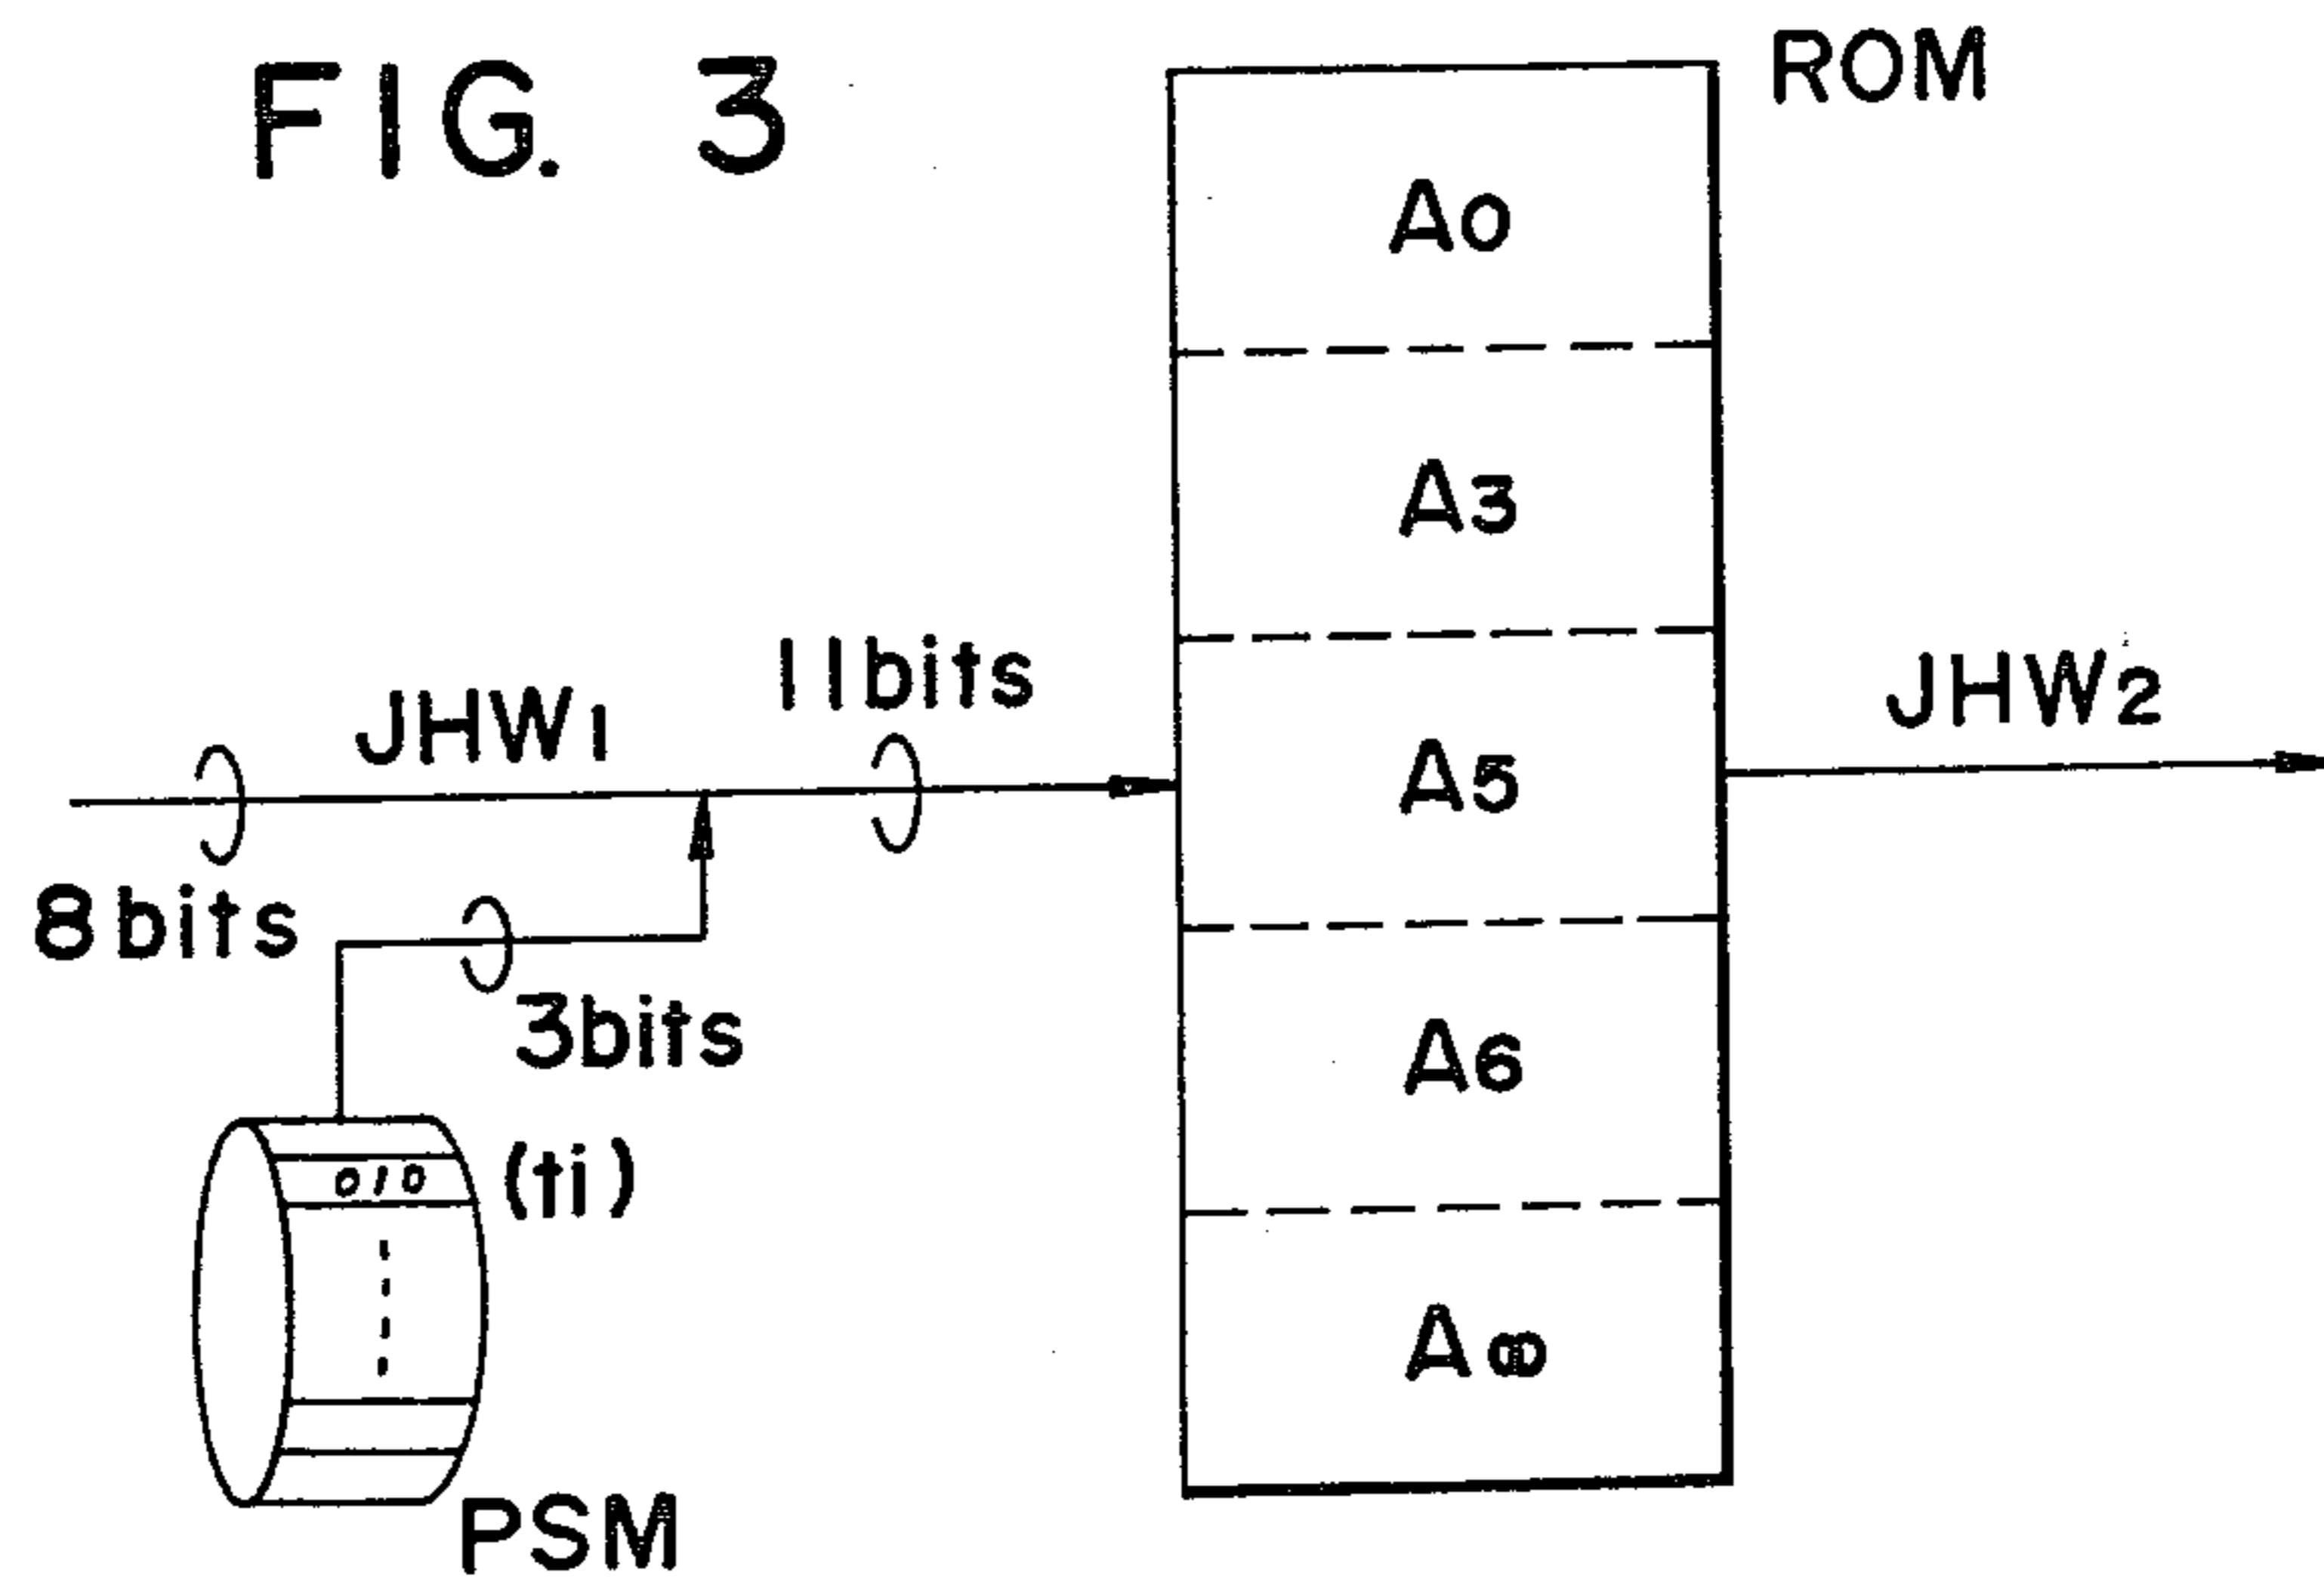 FIG. 3
ROM
A0
A3
A5
A6
A∞
JHW1
11bits
JHW2
8bits
3bits
010
(ti)
PSM